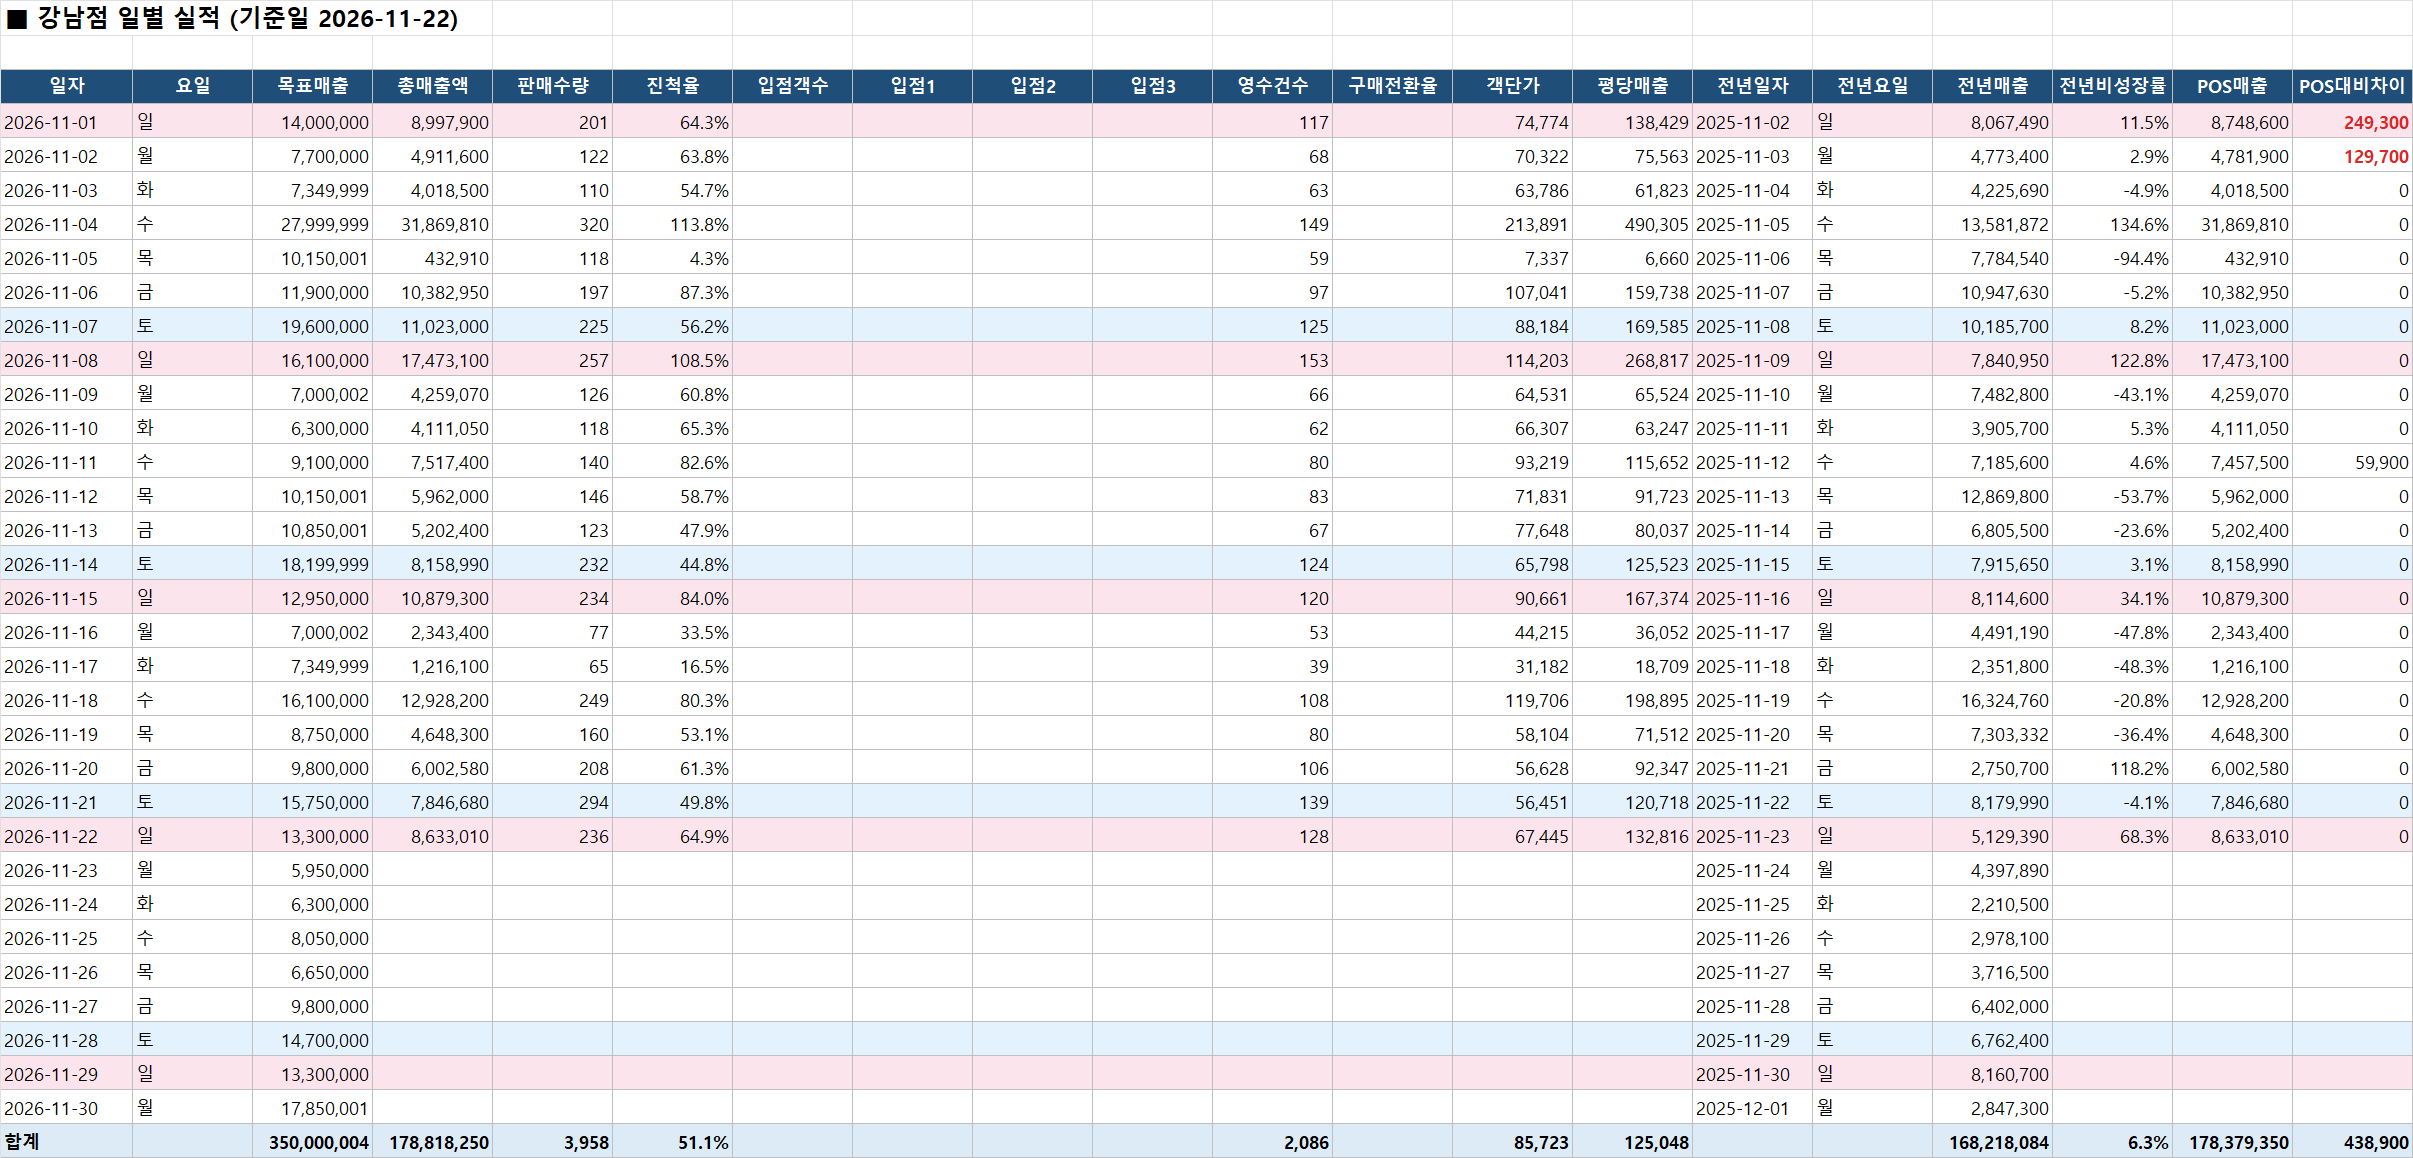 ■ 강남점 일별 실적 (기준일 2026-11-22)
일자 요일 목표매출 총매출액 판매수량 진척율 입점객수 입점1 입점2 입점3 영수건수 구매전환율 객단가 평당매출 전년일자 전년요일 전년매출 전년비성장률 POS매출 POS대비차이
2026-11-01 일 14,000,000 8,997,900 201 64.3% 117 74,774 138,429 2025-11-02 일 8,067,490 11.5% 8,748,600 249,300
2026-11-02 월 7,700,000 4,911,600 122 63.8% 68 70,322 75,563 2025-11-03 월 4,773,400 2.9% 4,781,900 129,700
2026-11-03 화 7,349,999 4,018,500 110 54.7% 63 63,786 61,823 2025-11-04 화 4,225,690 -4.9% 4,018,500 0
2026-11-04 수 27,999,999 31,869,810 320 113.8% 149 213,891 490,305 2025-11-05 수 13,581,872 134.6% 31,869,810 0
2026-11-05 목 10,150,001 432,910 118 4.3% 59 7,337 6,660 2025-11-06 목 7,784,540 -94.4% 432,910 0
2026-11-06 금 11,900,000 10,382,950 197 87.3% 97 107,041 159,738 2025-11-07 금 10,947,630 -5.2% 10,382,950 0
2026-11-07 토 19,600,000 11,023,000 225 56.2% 125 88,184 169,585 2025-11-08 토 10,185,700 8.2% 11,023,000 0
2026-11-08 일 16,100,000 17,473,100 257 108.5% 153 114,203 268,817 2025-11-09 일 7,840,950 122.8% 17,473,100 0
2026-11-09 월 7,000,002 4,259,070 126 60.8% 66 64,531 65,524 2025-11-10 월 7,482,800 -43.1% 4,259,070 0
2026-11-10 화 6,300,000 4,111,050 118 65.3% 62 66,307 63,247 2025-11-11 화 3,905,700 5.3% 4,111,050 0
2026-11-11 수 9,100,000 7,517,400 140 82.6% 80 93,219 115,652 2025-11-12 수 7,185,600 4.6% 7,457,500 59,900
2026-11-12 목 10,150,001 5,962,000 146 58.7% 83 71,831 91,723 2025-11-13 목 12,869,800 -53.7% 5,962,000 0
2026-11-13 금 10,850,001 5,202,400 123 47.9% 67 77,648 80,037 2025-11-14 금 6,805,500 -23.6% 5,202,400 0
2026-11-14 토 18,199,999 8,158,990 232 44.8% 124 65,798 125,523 2025-11-15 토 7,915,650 3.1% 8,158,990 0
2026-11-15 일 12,950,000 10,879,300 234 84.0% 120 90,661 167,374 2025-11-16 일 8,114,600 34.1% 10,879,300 0
2026-11-16 월 7,000,002 2,343,400 77 33.5% 53 44,215 36,052 2025-11-17 월 4,491,190 -47.8% 2,343,400 0
2026-11-17 화 7,349,999 1,216,100 65 16.5% 39 31,182 18,709 2025-11-18 화 2,351,800 -48.3% 1,216,100 0
2026-11-18 수 16,100,000 12,928,200 249 80.3% 108 119,706 198,895 2025-11-19 수 16,324,760 -20.8% 12,928,200 0
2026-11-19 목 8,750,000 4,648,300 160 53.1% 80 58,104 71,512 2025-11-20 목 7,303,332 -36.4% 4,648,300 0
2026-11-20 금 9,800,000 6,002,580 208 61.3% 106 56,628 92,347 2025-11-21 금 2,750,700 118.2% 6,002,580 0
2026-11-21 토 15,750,000 7,846,680 294 49.8% 139 56,451 120,718 2025-11-22 토 8,179,990 -4.1% 7,846,680 0
2026-11-22 일 13,300,000 8,633,010 236 64.9% 128 67,445 132,816 2025-11-23 일 5,129,390 68.3% 8,633,010 0
2026-11-23 월 5,950,000 2025-11-24 월 4,397,890
2026-11-24 화 6,300,000 2025-11-25 화 2,210,500
2026-11-25 수 8,050,000 2025-11-26 수 2,978,100
2026-11-26 목 6,650,000 2025-11-27 목 3,716,500
2026-11-27 금 9,800,000 2025-11-28 금 6,402,000
2026-11-28 토 14,700,000 2025-11-29 토 6,762,400
2026-11-29 일 13,300,000 2025-11-30 일 8,160,700
2026-11-30 월 17,850,001 2025-12-01 월 2,847,300
합계 350,000,004 178,818,250 3,958 51.1% 2,086 85,723 125,048 168,218,084 6.3% 178,379,350 438,900